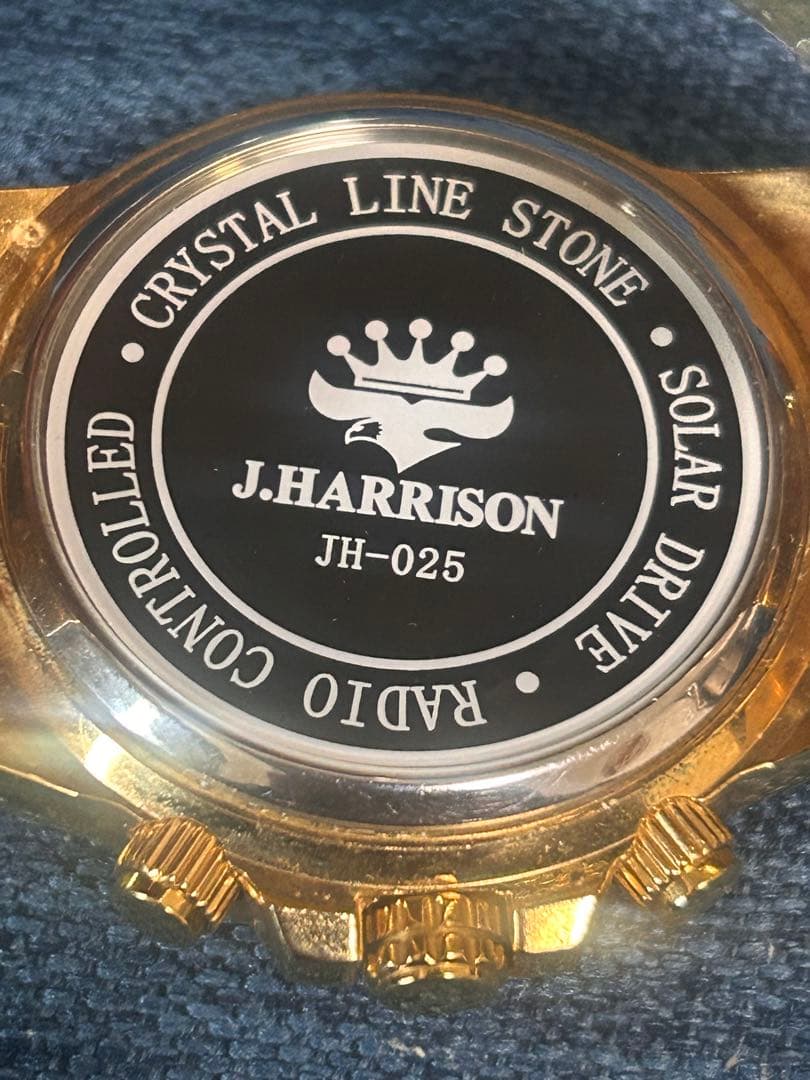 CRYSTAL LINE STONE • SOLAR DRIVE • RADIO CONTROLLED •
J.HARRISON
JH-025